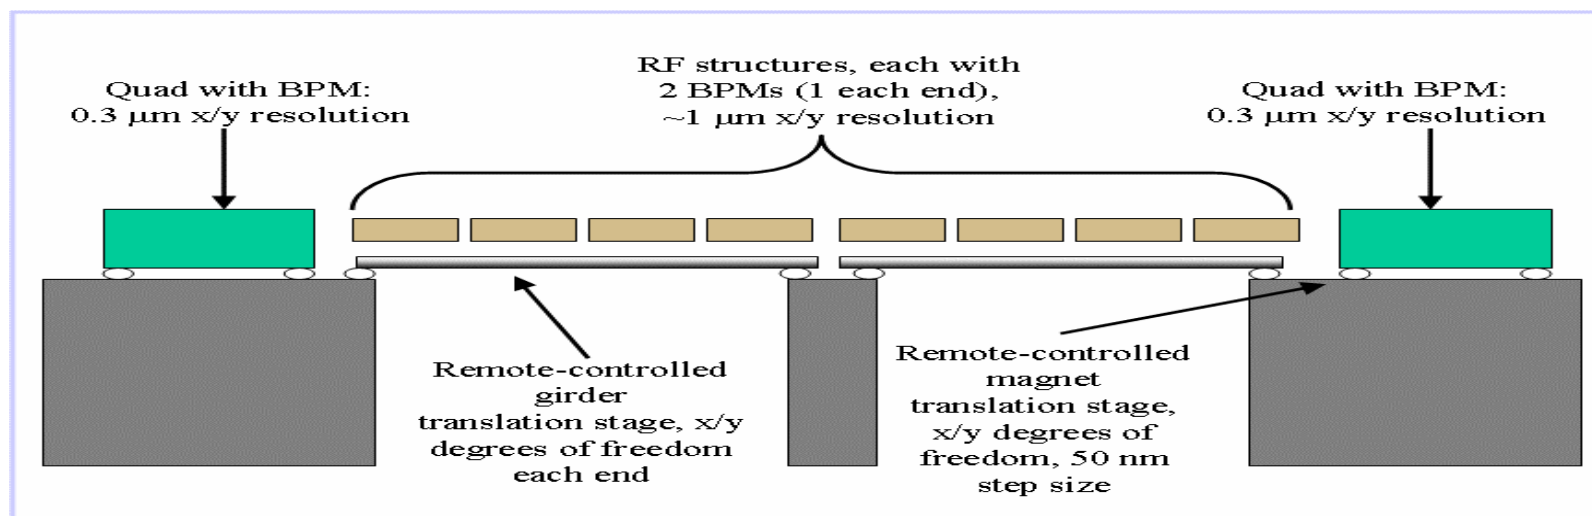 Quad with BPM:
0.3 μm x/y resolution
RF structures, each with
2 BPMs (1 each end),
~1 μm x/y resolution
Quad with BPM:
0.3 μm x/y resolution
Remote-controlled
girder
translation stage, x/y
degrees of freedom
each end
Remote-controlled
magnet
translation stage,
x/y degrees of
freedom, 50 nm
step size